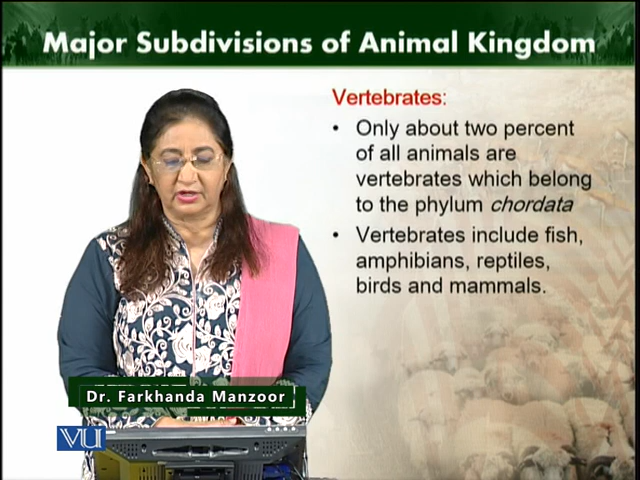 Major Subdivisions of Animal Kingdom
Vertebrates:
• Only about two percent
of all animals are
vertebrates which belong
to the phylum chordata
• Vertebrates include fish,
amphibians, reptiles,
birds and mammals.
Dr. Farkhanda Manzoor
VU